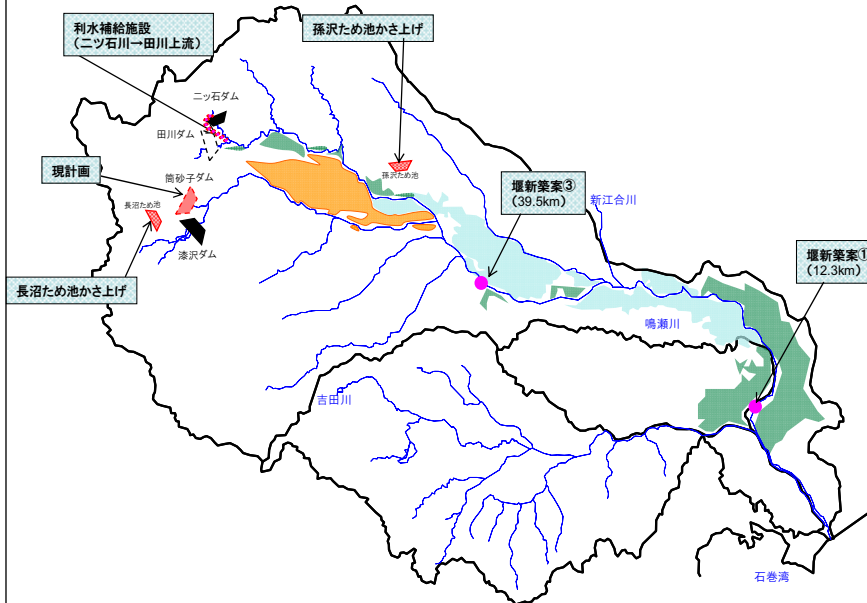 利水補給施設
（二ツ石川→田川上流）
孫沢ため池かさ上げ
二ッ石ダム
田川ダム
現計画
筒砂子ダム
長沼ため池
漆沢ダム
長沼ため池かさ上げ
孫沢ため池
堰新築案③
（39.5km）
新江合川
堰新築案①
（12.3km）
鳴瀬川
吉田川
石巻湾